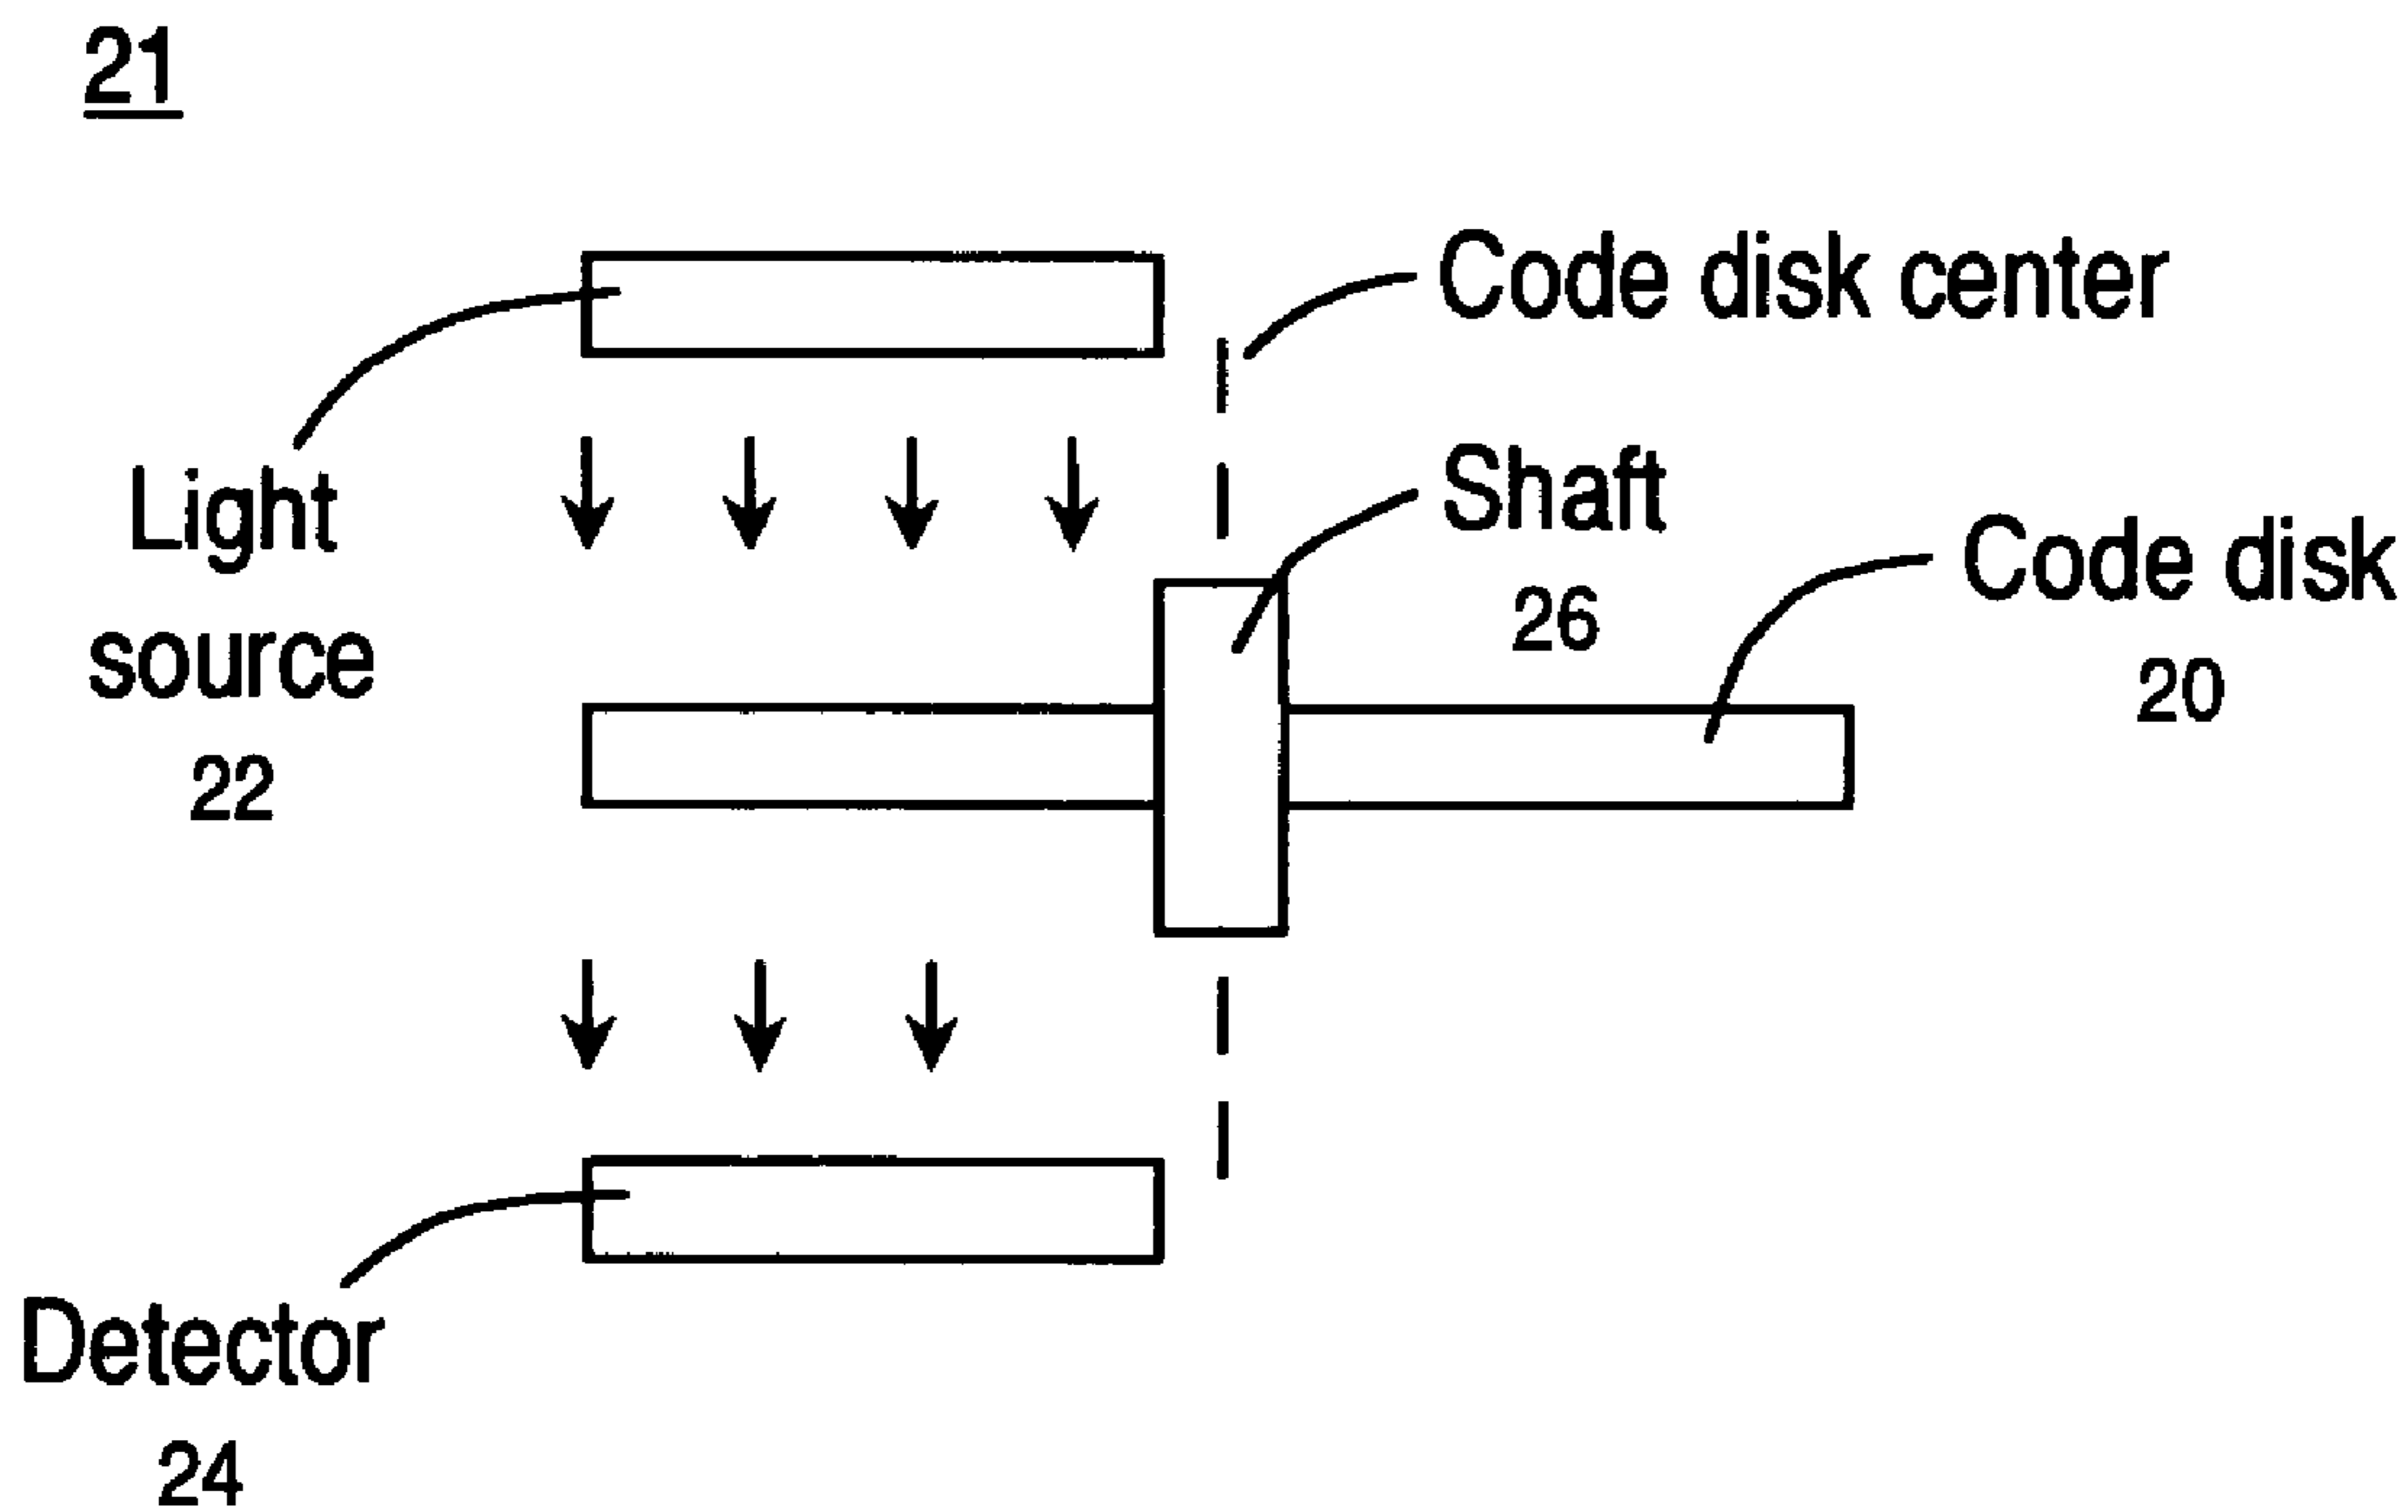 21
Code disk center
Shaft
26
Code disk
20
Light
source
22
Detector
24